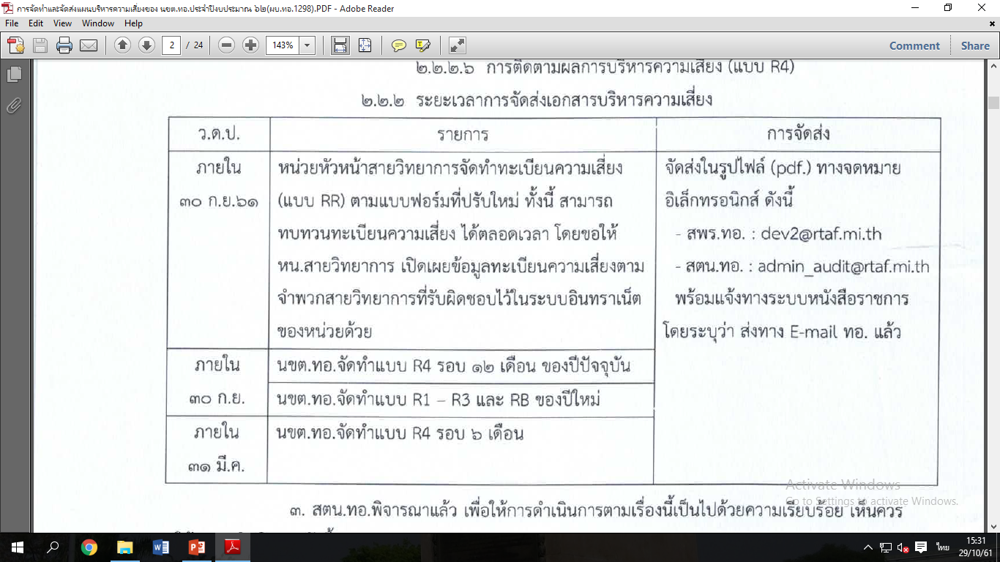 การจัดทำและจัดส่งแผนบริหารความเสี่ยงของ นขต.ทอ.ประจำปีงบประมาณ ๖๒(ผบ.ทอ.1298).PDF - Adobe Reader
File Edit View Window Help
2 / 24 143% Comment Share
๒.๒.๒.๖ การติดตามผลการบริหารความเสี่ยง (แบบ R4)
๒.๒.๒ ระยะเวลาการจัดส่งเอกสารบริหารความเสี่ยง
ว.ด.ป. รายการ การจัดส่ง
ภายใน
๓๐ ก.ย.๖๑
หน่วยหัวหน้าสายวิทยาการจัดทำทะเบียนความเสี่ยง
(แบบ RR) ตามแบบฟอร์มที่ปรับใหม่ ทั้งนี้ สามารถ
ทบทวนทะเบียนความเสี่ยง ได้ตลอดเวลา โดยขอให้
หน.สายวิทยาการ เปิดเผยข้อมูลทะเบียนความเสี่ยงตาม
จำพวกสายวิทยาการที่รับผิดชอบไว้ในระบบอินทราเน็ต
ของหน่วยด้วย
จัดส่งในรูปไฟล์ (pdf.) ทางจดหมาย
อิเล็กทรอนิกส์ ดังนี้
- สพร.ทอ. : dev2@rtaf.mi.th
- สตน.ทอ. : admin_audit@rtaf.mi.th
พร้อมแจ้งทางระบบหนังสือราชการ
โดยระบุว่า ส่งทาง E-mail ทอ. แล้ว
ภายใน
๓๐ ก.ย.
นขต.ทอ.จัดทำแบบ R4 รอบ ๑๒ เดือน ของปีปัจจุบัน
นขต.ทอ.จัดทำแบบ R1 – R3 และ RB ของปีใหม่
ภายใน
๓๑ มี.ค.
นขต.ทอ.จัดทำแบบ R4 รอบ ๖ เดือน
Activate Windows
Go to Settings to activate Windows.
๓. สตน.ทอ.พิจารณาแล้ว เพื่อให้การดำเนินการตามเรื่องนี้เป็นไปด้วยความเรียบร้อย เห็นควร
ไทย
15:31
29/10/61